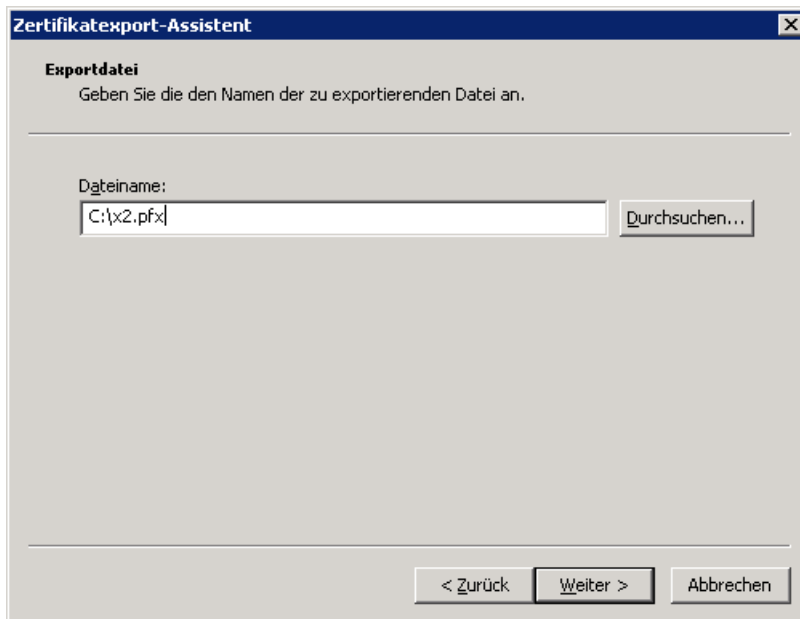 Zertifikatexport-Assistent
Exportdatei
Geben Sie die den Namen der zu exportierenden Datei an.
Dateiname:
C:\x2.pfx
Durchsuchen...
< Zurück
Weiter >
Abbrechen